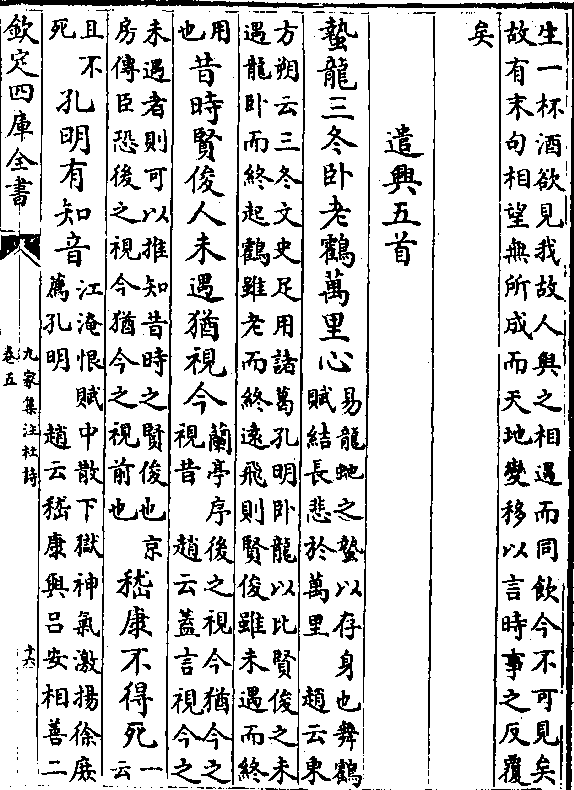 生一杯酒欲見我故人與之相遇而同飲今不可見矣
故有末句相望無所成而天地變移以言時事之反覆
矣
遣興五首
蟄龍三冬卧老鶴萬里心
易龍蛇之蟄以存身也舞鶴
賦結長悲於萬里 趙云東
方朔云三冬文史足用諸葛孔明卧龍以比賢俊之未
遇龍卧而終起鶴雖老而終遠飛則賢俊雖未遇而終
用
也
昔時賢俊人未遇猶視今
蘭亭序後之視今猶今之
視昔 趙云蓋言視今之
未遇者則可以推知昔時之賢俊也 京
房傳臣恐後之視今猶今之視前也
嵇康不得死
一
云
且不
死
孔明有知音
江淹恨賦中散下獄神氣激揚徐庶
薦孔明 趙云嵇康與呂安相善二
欽定四庫全書
九家集注杜詩
卷五
十六